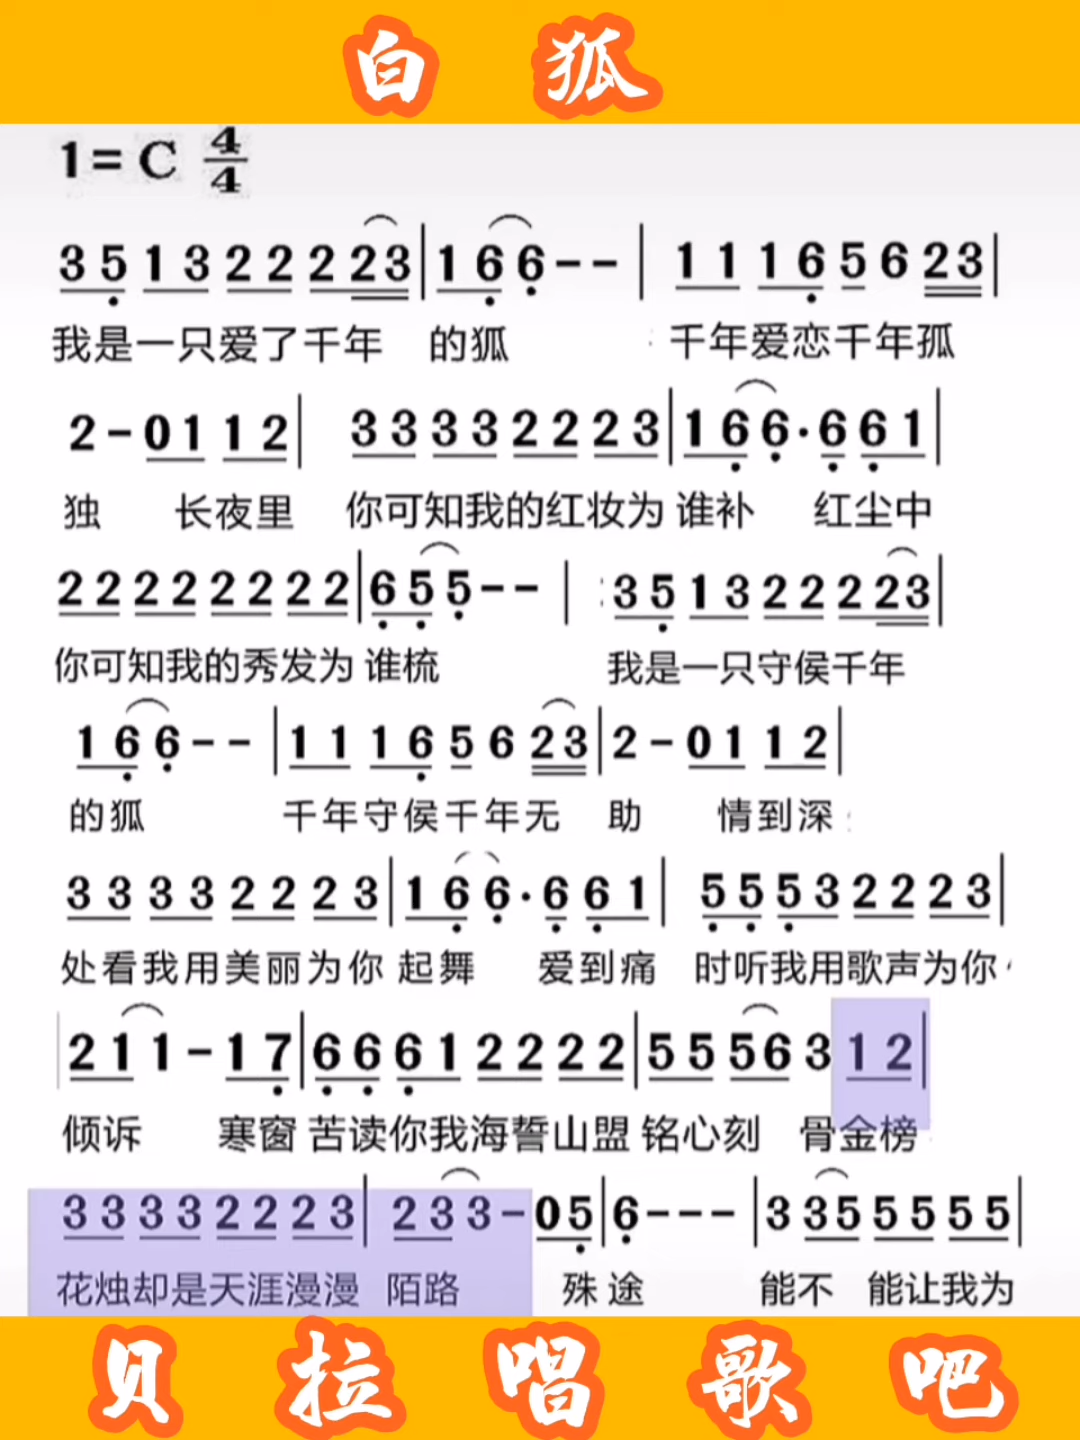 白狐
1=C 4/4
3 5 1 3 2 2 2 2 3 | 1 6 6 - - | 1 1 1 6 5 6 2 3 |
我是一只爱了千年 的狐 千年爱恋千年孤
2 - 0 1 1 2 | 3 3 3 3 2 2 2 3 | 1 6 6 · 6 6 1 |
独 长夜里 你可知我的红妆为谁补 红尘中
2 2 2 2 2 2 2 2 | 6 5 5 - - | 3 5 1 3 2 2 2 2 3 |
你可知我的秀发为 谁梳 我是一只守侯千年
1 6 6 - - | 1 1 1 6 5 6 2 3 | 2 - 0 1 1 2 |
的狐 千年守侯千年无 助 情到深
3 3 3 3 2 2 2 3 | 1 6 6 · 6 6 1 | 5 5 5 3 2 2 2 3 |
处看我用美丽为你 起舞 爱到痛 时听我用歌声为你
2 1 1 - 1 7 | 6 6 6 1 2 2 2 2 | 5 5 5 6 3 1 2 |
倾诉 寒窗 苦读你我海誓山盟 铭心刻 骨金榜
3 3 3 3 2 2 2 3 | 2 3 3 - 0 5 | 6 - - - | 3 3 5 5 5 5 5
花烛却是天涯漫漫 陌路 殊途 能不 能让我为
贝拉唱歌吧